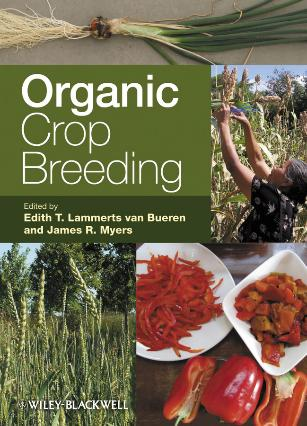 Organic
Crop
Breeding
Edited by
Edith T. Lammerts van Bueren
and James R. Myers
WILEY-BLACKWELL